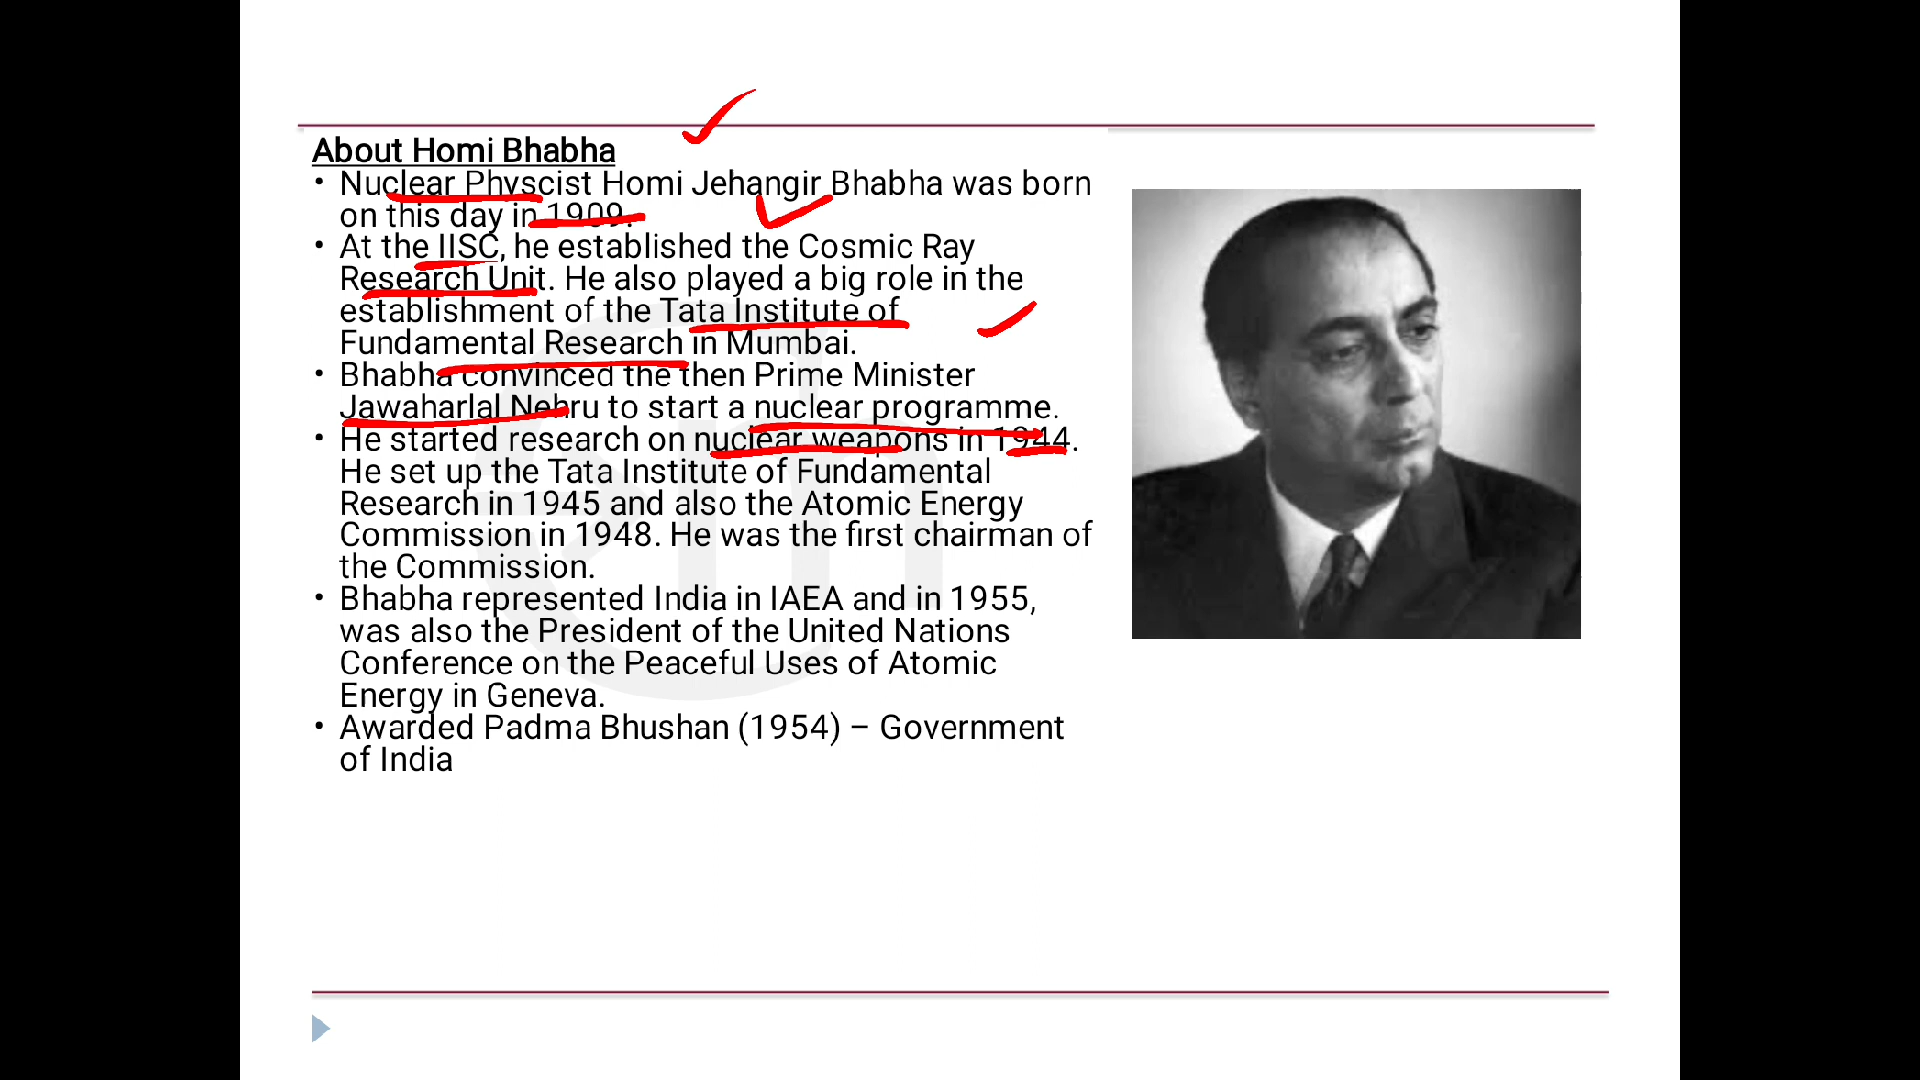 About Homi Bhabha
• Nuclear Physcist Homi Jehangir Bhabha was born
on this day in 1909.
• At the IISC, he established the Cosmic Ray
Research Unit. He also played a big role in the
establishment of the Tata Institute of
Fundamental Research in Mumbai.
• Bhabha convinced the then Prime Minister
Jawaharlal Nehru to start a nuclear programme.
• He started research on nuclear weapons in 1944.
He set up the Tata Institute of Fundamental
Research in 1945 and also the Atomic Energy
Commission in 1948. He was the first chairman of
the Commission.
• Bhabha represented India in IAEA and in 1955,
was also the President of the United Nations
Conference on the Peaceful Uses of Atomic
Energy in Geneva.
• Awarded Padma Bhushan (1954) – Government
of India